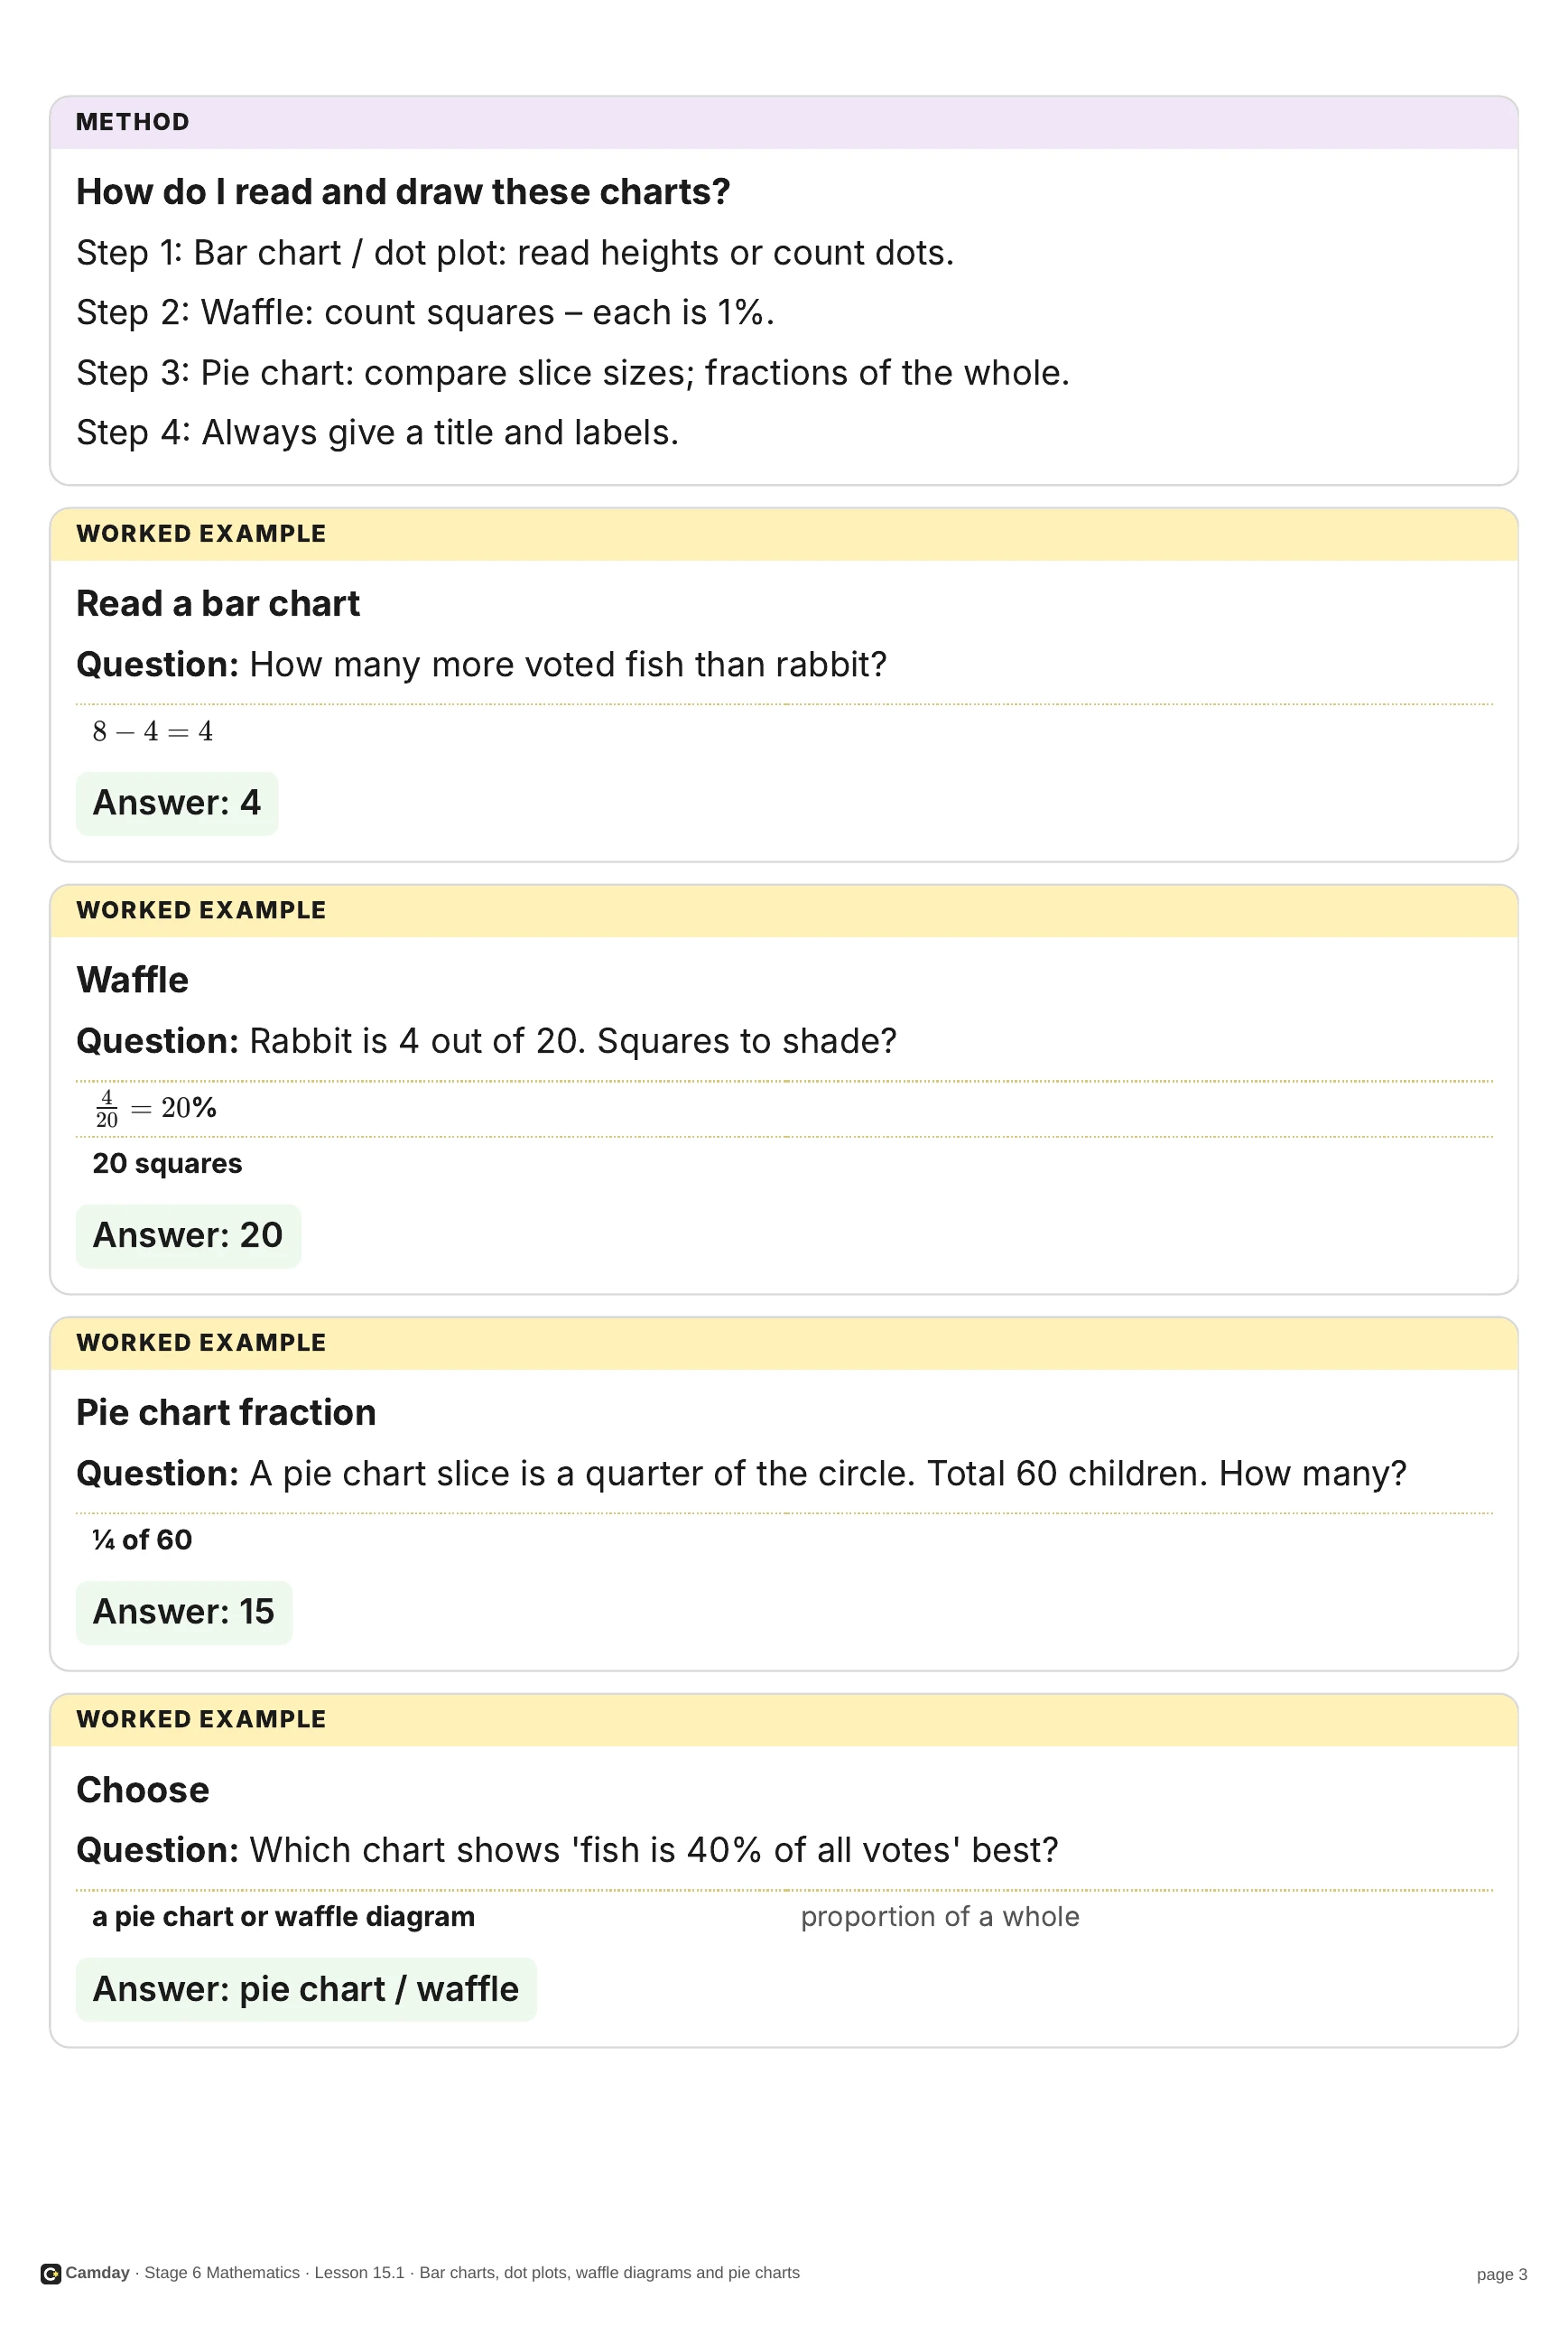 METHOD
How do I read and draw these charts?
Step 1: Bar chart / dot plot: read heights or count dots.
Step 2: Waffle: count squares – each is 1%.
Step 3: Pie chart: compare slice sizes; fractions of the whole.
Step 4: Always give a title and labels.
WORKED EXAMPLE
Read a bar chart
Question: How many more voted fish than rabbit?
8 − 4 = 4
Answer: 4
WORKED EXAMPLE
Waffle
Question: Rabbit is 4 out of 20. Squares to shade?
4/20 = 20%
20 squares
Answer: 20
WORKED EXAMPLE
Pie chart fraction
Question: A pie chart slice is a quarter of the circle. Total 60 children. How many?
¼ of 60
Answer: 15
WORKED EXAMPLE
Choose
Question: Which chart shows 'fish is 40% of all votes' best?
a pie chart or waffle diagram proportion of a whole
Answer: pie chart / waffle
Camday · Stage 6 Mathematics · Lesson 15.1 · Bar charts, dot plots, waffle diagrams and pie charts page 3